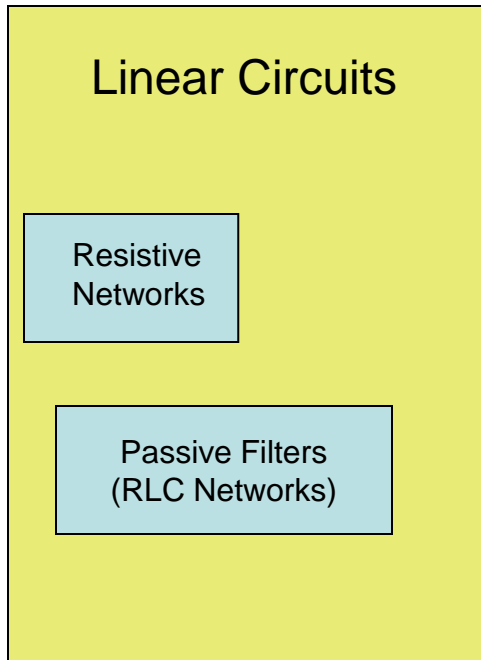 Linear Circuits
Resistive
Networks
Passive Filters
(RLC Networks)